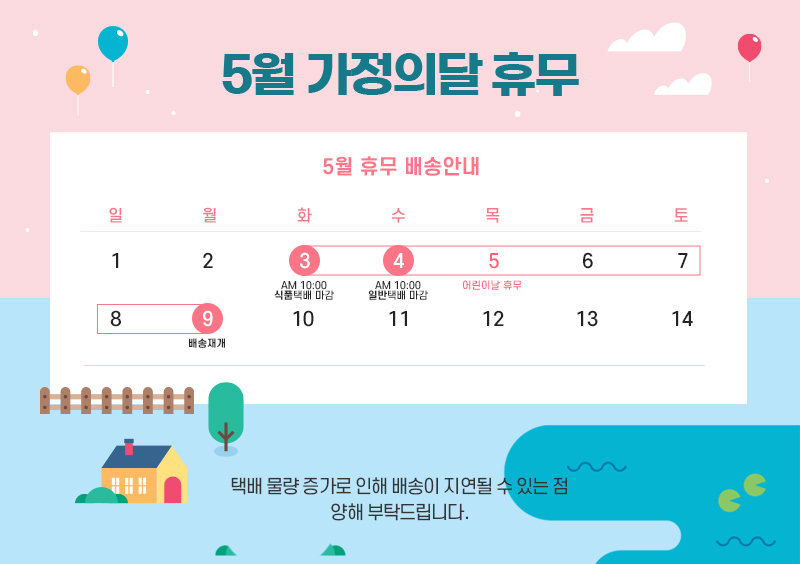 5월 가정의달 휴무
5월 휴무 배송안내
일 월 화 수 목 금 토
1 2 3 4 5 6 7
AM 10:00 AM 10:00 어린이날 휴무
식품택배 마감 일반택배 마감
8 9 10 11 12 13 14
배송재개
택배 물량 증가로 인해 배송이 지연될 수 있는 점
양해 부탁드립니다.